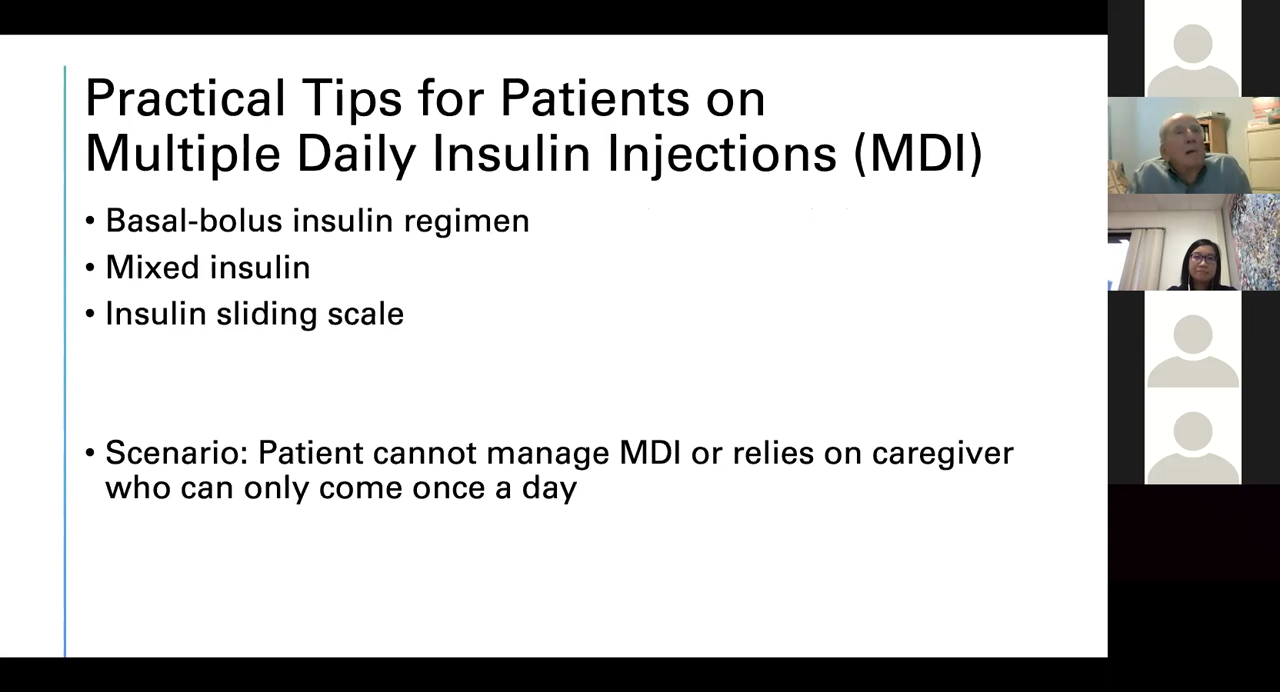 Practical Tips for Patients on
Multiple Daily Insulin Injections (MDI)
• Basal-bolus insulin regimen
• Mixed insulin
• Insulin sliding scale
• Scenario: Patient cannot manage MDI or relies on caregiver
who can only come once a day